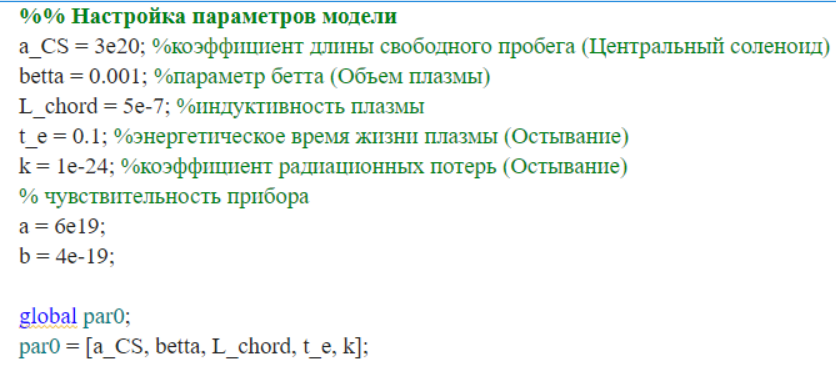 %% Настройка параметров модели
a_CS = 3e20; %коэффициент длины свободного пробега (Центральный соленоид)
betta = 0.001; %параметр бетта (Объем плазмы)
L_chord = 5e-7; %индуктивность плазмы
t_e = 0.1; %энергетическое время жизни плазмы (Остывание)
k = 1e-24; %коэффициент радиационных потерь (Остывание)
% чувствительность прибора
a = 6e19;
b = 4e-19;
global par0;
par0 = [a_CS, betta, L_chord, t_e, k];